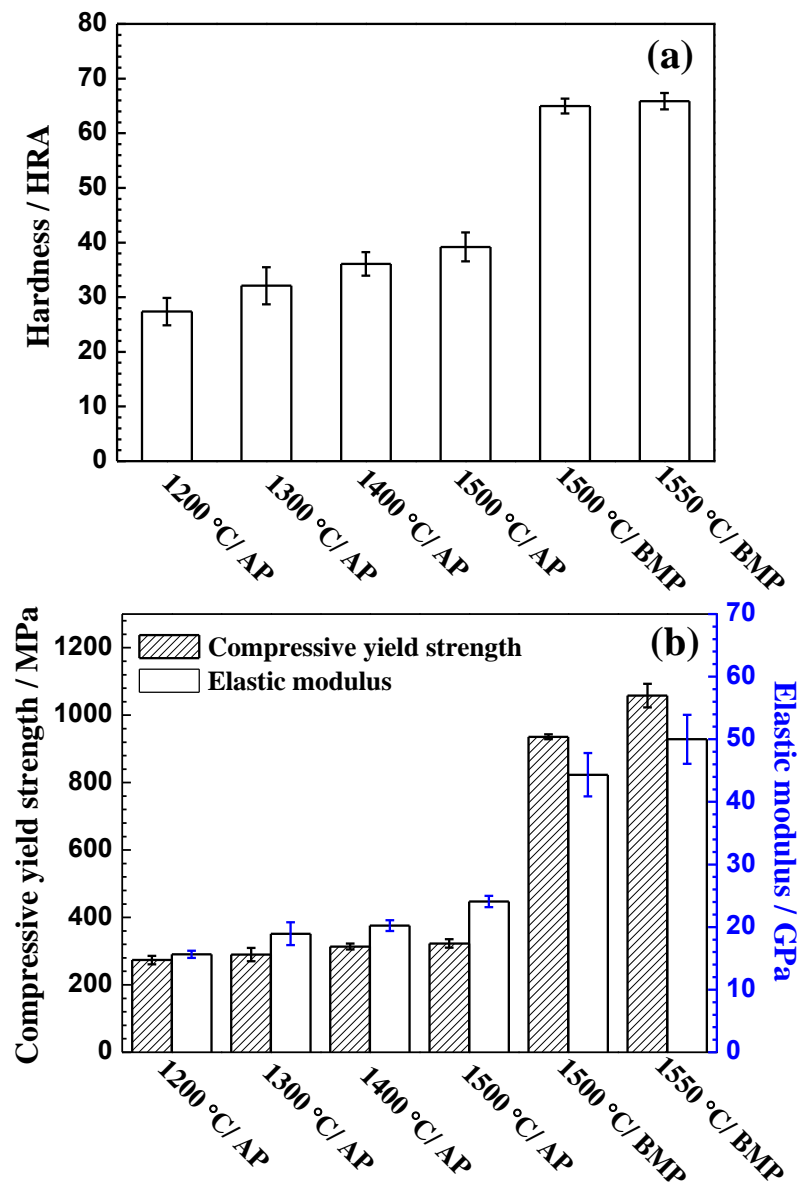 (a)
Hardness / HRA
80
70
60
50
40
30
20
10
0
1200 °C/ AP
1300 °C/ AP
1400 °C/ AP
1500 °C/ AP
1500 °C/ BMP
1550 °C/ BMP
(b)
Compressive yield strength
Elastic modulus
Compressive yield strength / MPa
1200
1000
800
600
400
200
0
Elastic modulus / GPa
70
60
50
40
30
20
10
0
1200 °C/ AP
1300 °C/ AP
1400 °C/ AP
1500 °C/ AP
1500 °C/ BMP
1550 °C/ BMP